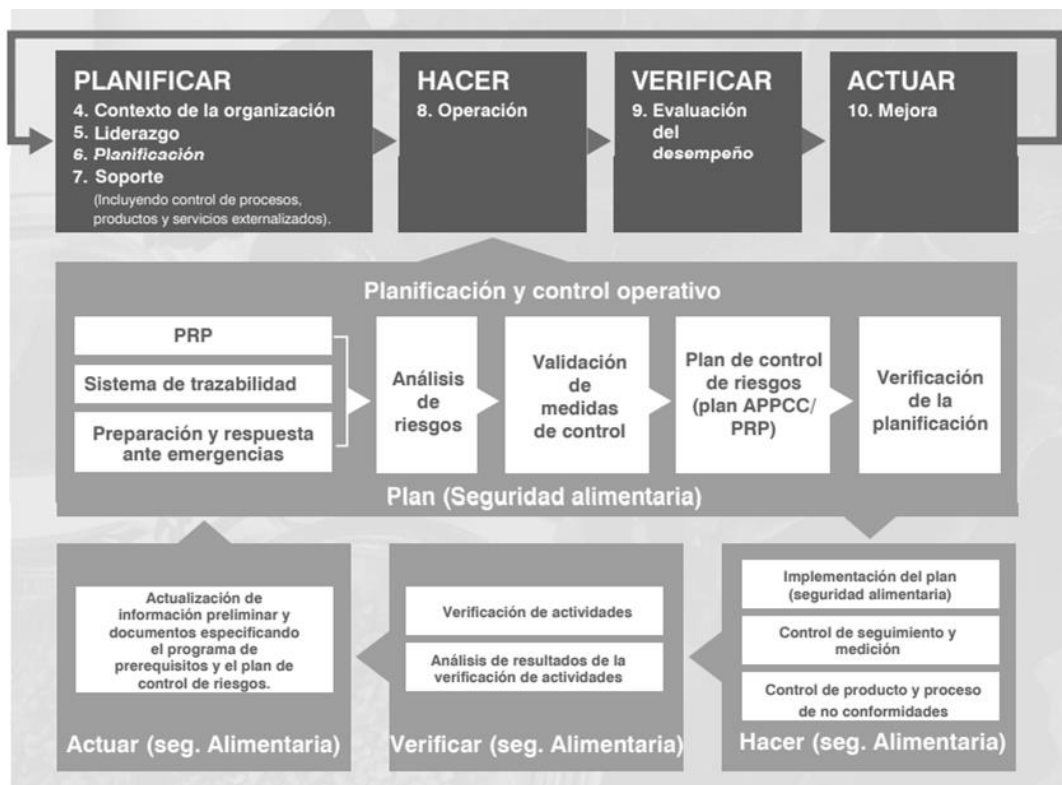 PLANIFICAR
4. Contexto de la organización
5. Liderazgo
6. Planificación
7. Soporte
(Incluyendo control de procesos,
productos y servicios externalizados).
HACER
8. Operación
VERIFICAR
9. Evaluación
del
desempeño
ACTUAR
10. Mejora
Planificación y control operativo
PRP
Sistema de trazabilidad
Preparación y respuesta
ante emergencias
Análisis
de
riesgos
Validación
de
medidas
de control
Plan de control
de riesgos
(plan APPCC/
PRP)
Verificación
de la
planificación
Plan (Seguridad alimentaria)
Actualización de
información preliminar y
documentos especificando
el programa de
prerequisitos y el plan de
control de riesgos.
Actuar (seg. Alimentaria)
Verificación de actividades
Análisis de resultados de la
verificación de actividades
Verificar (seg. Alimentaria)
Implementación del plan
(seguridad alimentaria)
Control de seguimiento y
medición
Control de producto y proceso
de no conformidades
Hacer (seg. Alimentaria)